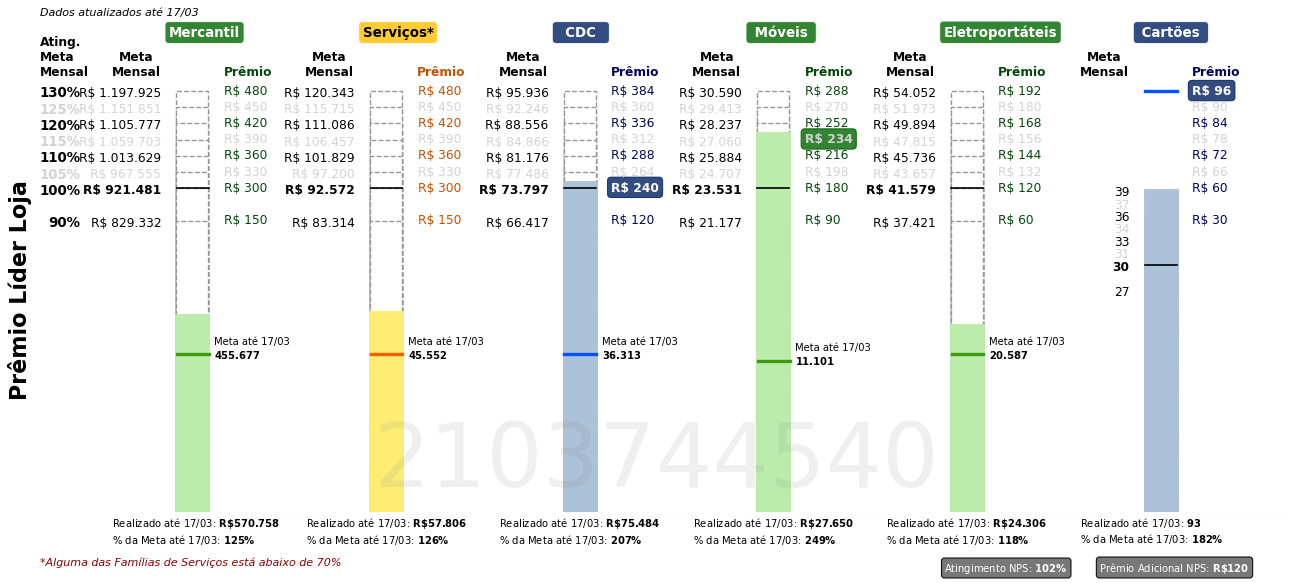 Dados atualizados até 17/03
Mercantil Serviços* CDC Móveis Eletroportáteis Cartões
Ating.
Meta Meta Meta Meta Meta Meta Meta
Mensal Mensal Prêmio Mensal Prêmio Mensal Prêmio Mensal Prêmio Mensal Prêmio Mensal Prêmio
130% R$ 1.197.925 R$ 480 R$ 120.343 R$ 480 R$ 95.936 R$ 384 R$ 30.590 R$ 288 R$ 54.052 R$ 192 R$ 96
125% R$ 1.151.851 R$ 450 R$ 115.715 R$ 450 R$ 92.246 R$ 360 R$ 29.413 R$ 270 R$ 51.973 R$ 180 R$ 90
120% R$ 1.105.777 R$ 420 R$ 111.086 R$ 420 R$ 88.556 R$ 336 R$ 28.237 R$ 252 R$ 49.894 R$ 168 R$ 84
115% R$ 1.059.703 R$ 390 R$ 106.457 R$ 390 R$ 84.866 R$ 312 R$ 27.060 R$ 234 R$ 47.815 R$ 156 R$ 78
110% R$ 1.013.629 R$ 360 R$ 101.829 R$ 360 R$ 81.176 R$ 288 R$ 25.884 R$ 216 R$ 45.736 R$ 144 R$ 72
105% R$ 967.555 R$ 330 R$ 97.200 R$ 330 R$ 77.486 R$ 264 R$ 24.707 R$ 198 R$ 43.657 R$ 132 R$ 66
100% R$ 921.481 R$ 300 R$ 92.572 R$ 300 R$ 73.797 R$ 240 R$ 23.531 R$ 180 R$ 41.579 R$ 120 39 R$ 60
37
36
90% R$ 829.332 R$ 150 R$ 83.314 R$ 150 R$ 66.417 R$ 120 R$ 21.177 R$ 90 R$ 37.421 R$ 60 R$ 30
34
33
31
30
27
Prêmio Líder Loja
Meta até 17/03 Meta até 17/03 Meta até 17/03 Meta até 17/03 Meta até 17/03
455.677 45.552 36.313 11.101 20.587
2103744540
Realizado até 17/03: R$570.758 Realizado até 17/03: R$57.806 Realizado até 17/03: R$75.484 Realizado até 17/03: R$27.650 Realizado até 17/03: R$24.306 Realizado até 17/03: 93
% da Meta até 17/03: 125% % da Meta até 17/03: 126% % da Meta até 17/03: 207% % da Meta até 17/03: 249% % da Meta até 17/03: 118% % da Meta até 17/03: 182%
*Alguma das Famílias de Serviços está abaixo de 70%
Atingimento NPS: 102% Prêmio Adicional NPS: R$120